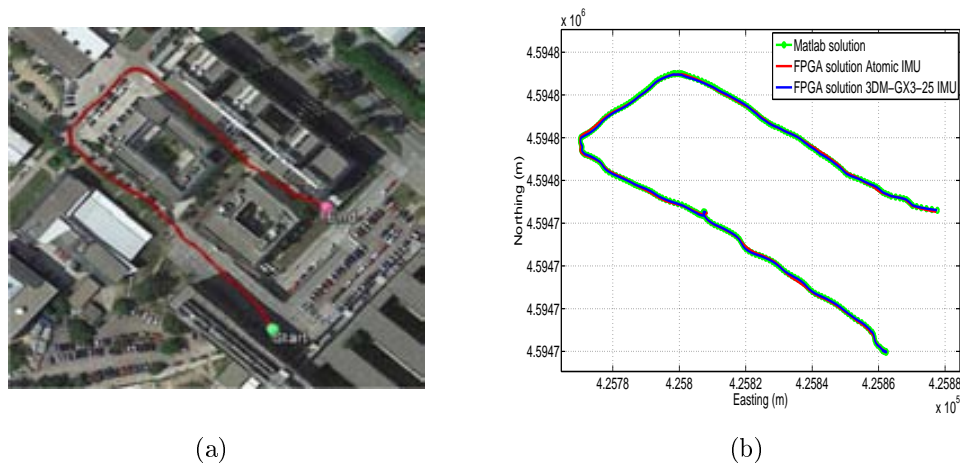 Start
x 10^6
4.5948
4.5948
4.5948
4.5948
4.5947
4.5947
4.5947
4.5947
Northing (m)
Matlab solution
FPGA solution Atomic IMU
FPGA solution 3DM-GX3-25 IMU
4.2578 4.258 4.2582 4.2584 4.2586 4.2588
Easting (m)
x 10^5
(a)
(b)